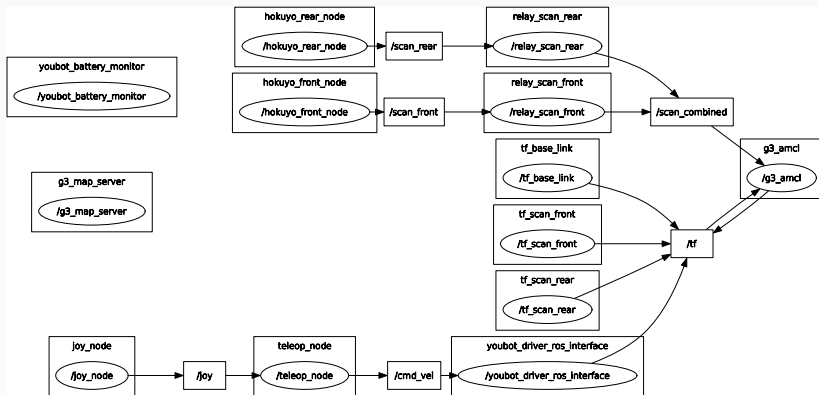 hokuyo_rear_node
/hokuyo_rear_node
/scan_rear
relay_scan_rear
/relay_scan_rear
youbot_battery_monitor
/youbot_battery_monitor
hokuyo_front_node
/hokuyo_front_node
/scan_front
relay_scan_front
/relay_scan_front
/scan_combined
tf_base_link
/tf_base_link
g3_amcl
/g3_amcl
g3_map_server
/g3_map_server
tf_scan_front
/tf_scan_front
/tf
tf_scan_rear
/tf_scan_rear
joy_node
/joy_node
/joy
teleop_node
/teleop_node
/cmd_vel
youbot_driver_ros_interface
/youbot_driver_ros_interface